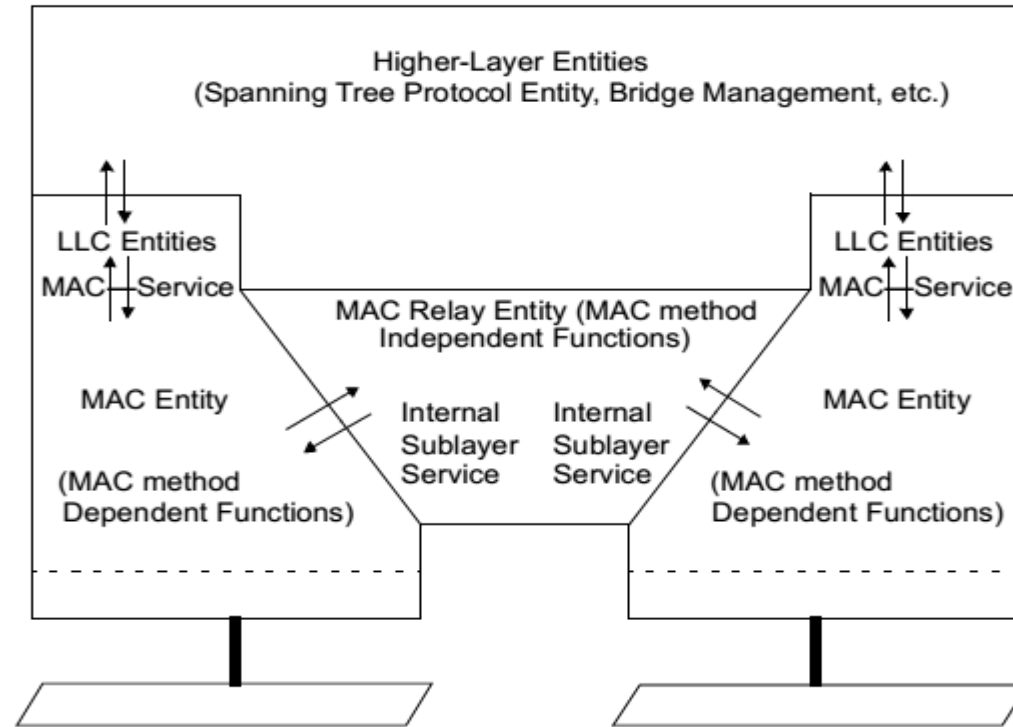 Higher-Layer Entities
(Spanning Tree Protocol Entity, Bridge Management, etc.)
LLC Entities
MAC Service
LLC Entities
MAC Service
MAC Relay Entity (MAC method
Independent Functions)
MAC Entity
Internal
Sublayer
Service
Internal
Sublayer
Service
MAC Entity
(MAC method
Dependent Functions)
(MAC method
Dependent Functions)